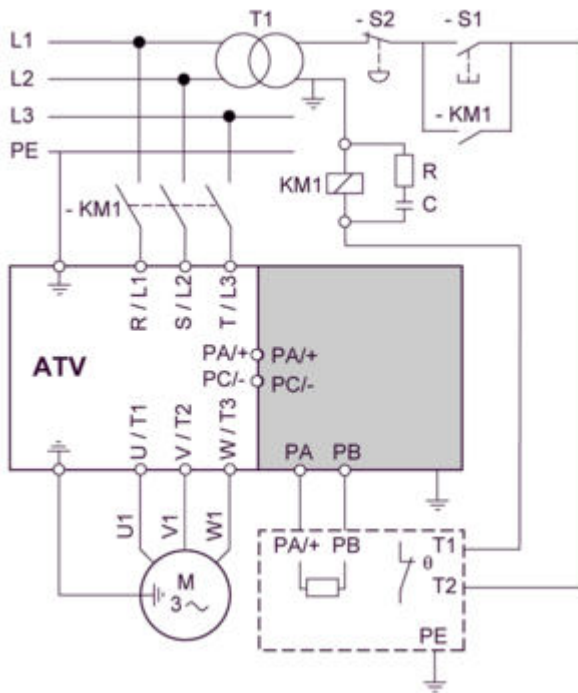 T1
- S2
- S1
L1
L2
- KM1
L3
PE
KM1
R
C
- KM1
R / L1
S / L2
T / L3
ATV
PA/+
PA/+
PC/-
PC/-
U / T1
V / T2
W / T3
PA
PB
U1
V1
W1
M
3 ~
PA/+
PB
θ
T1
T2
PE